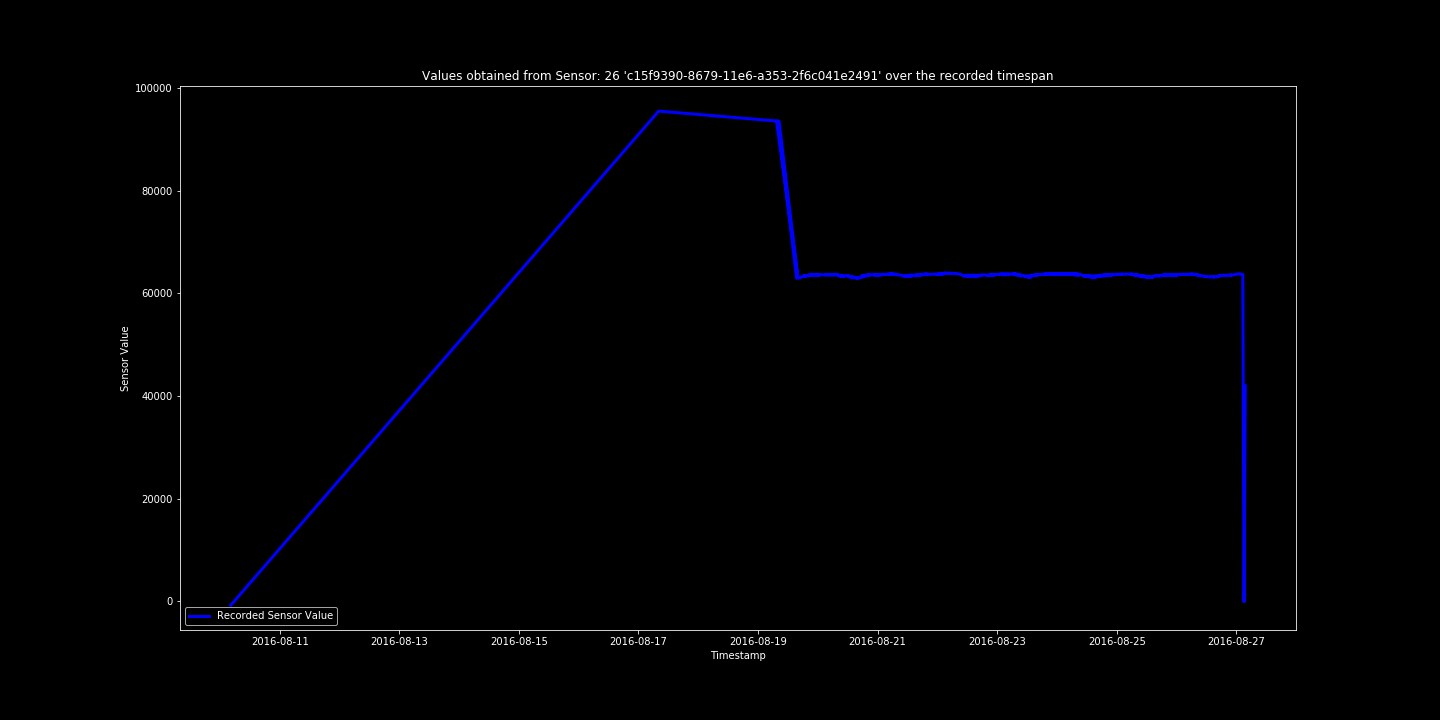 Values obtained from Sensor: 26 'c15f9390-8679-11e6-a353-2f6c041e2491' over the recorded timespan
100000
80000
60000
40000
20000
0
Sensor Value
Recorded Sensor Value
2016-08-11 2016-08-13 2016-08-15 2016-08-17 2016-08-19 2016-08-21 2016-08-23 2016-08-25 2016-08-27
Timestamp